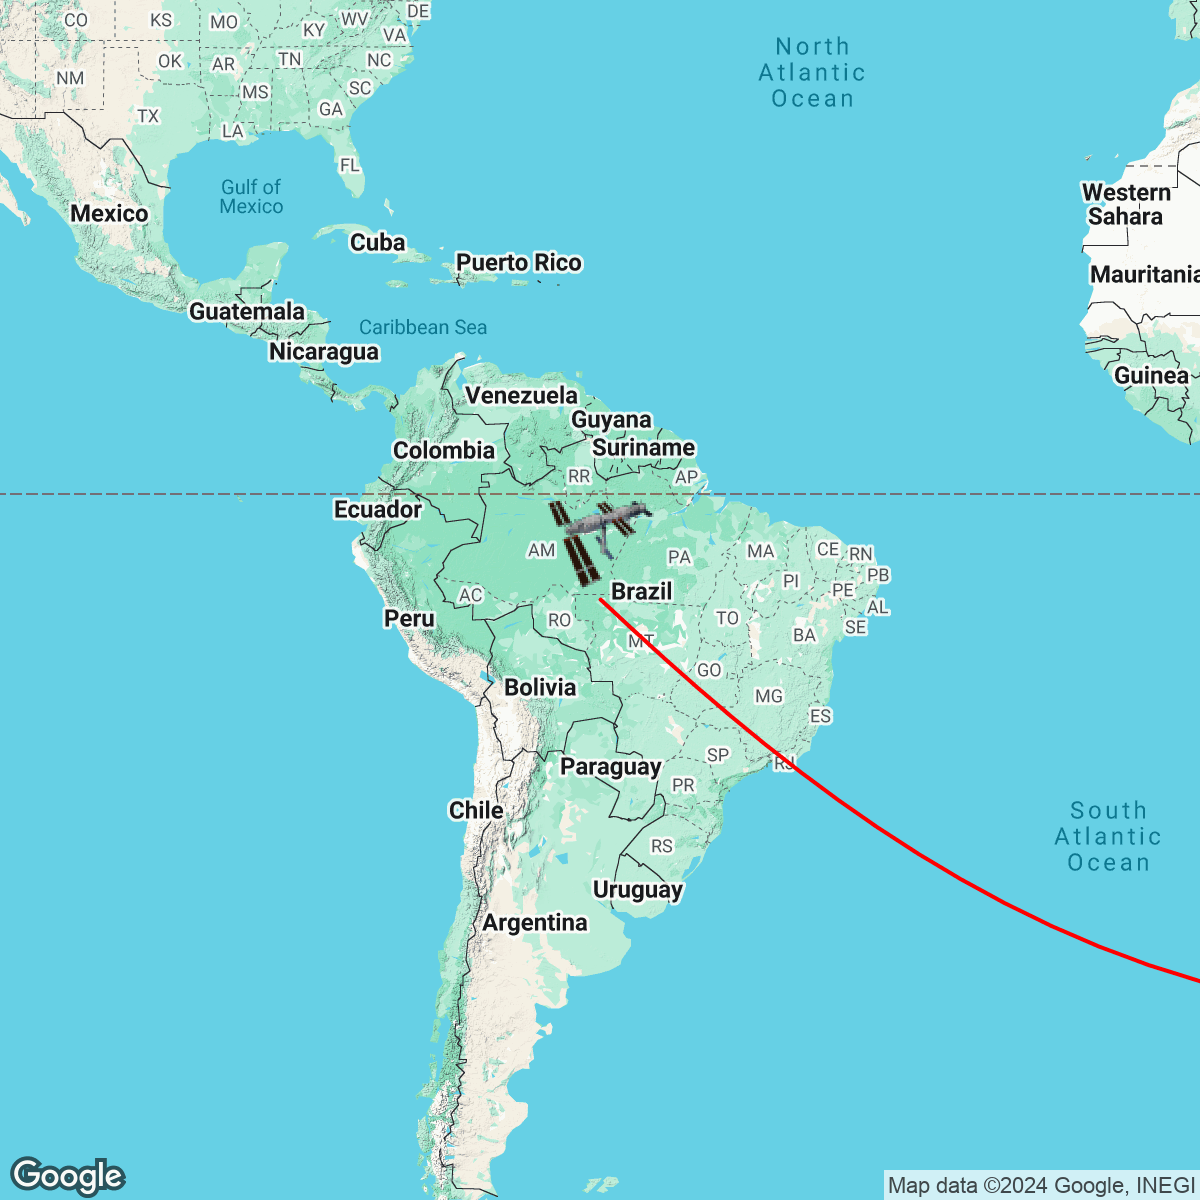 CO
KS
MO
KY
WV
DE
VA
OK
AR
TN
NC
NM
MS
SC
TX
GA
LA
FL
North
Atlantic
Ocean
Gulf of
Mexico
Mexico
Western
Sahara
Cuba
Puerto Rico
Mauritania
Guatemala
Caribbean Sea
Nicaragua
Guinea
Venezuela
Guyana
Colombia
Suriname
RR
AP
Ecuador
AM
PA
MA
CE
RN
PI
PB
PE
AC
Brazil
AL
Peru
RO
TO
SE
MT
BA
GO
Bolivia
MG
ES
SP
RJ
Paraguay
PR
Chile
South
Atlantic
Ocean
RS
Uruguay
Argentina
Google
Map data ©2024 Google, INEGI